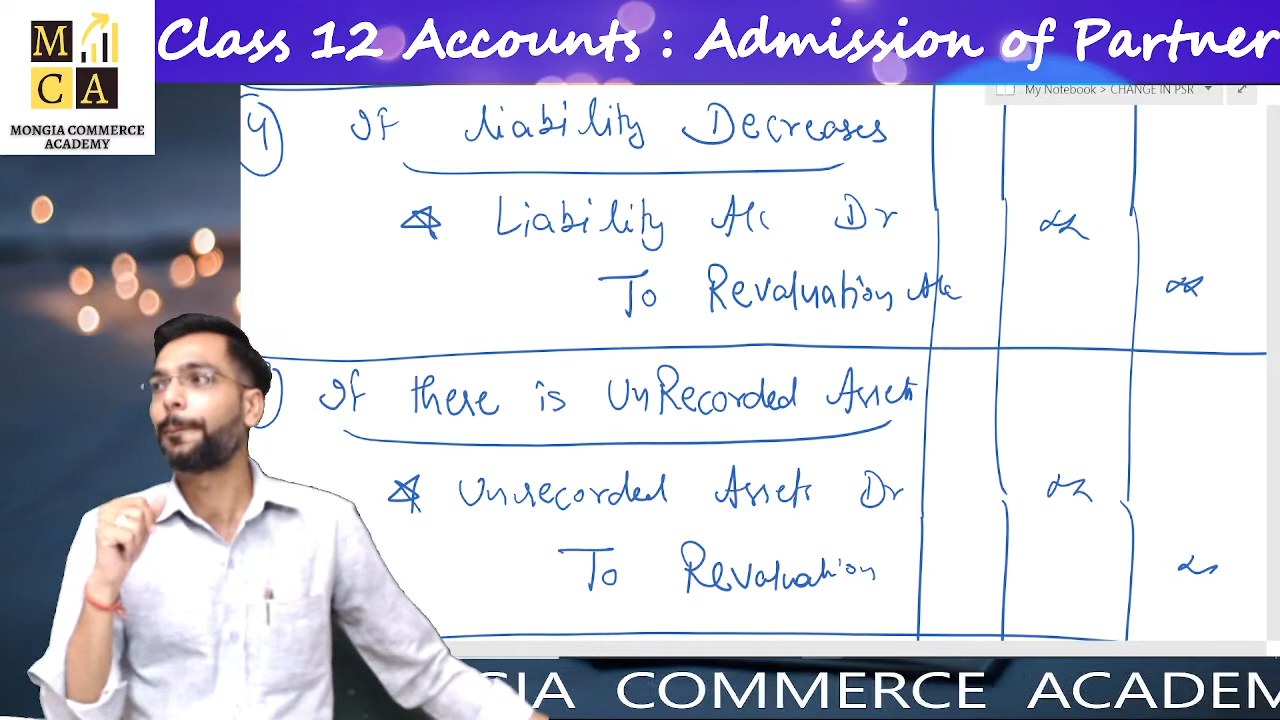 M
C A
MONGIA COMMERCE
ACADEMY
Class 12 Accounts : Admission of Partner
My Notebook > CHANGE IN PSR
4) If liability Decreases
Liability A/c Dr
To Revaluation A/c
) If there is UnRecorded Assets
Unrecorded Assets Dr
To Revaluation
GIA COMMERCE ACADEM